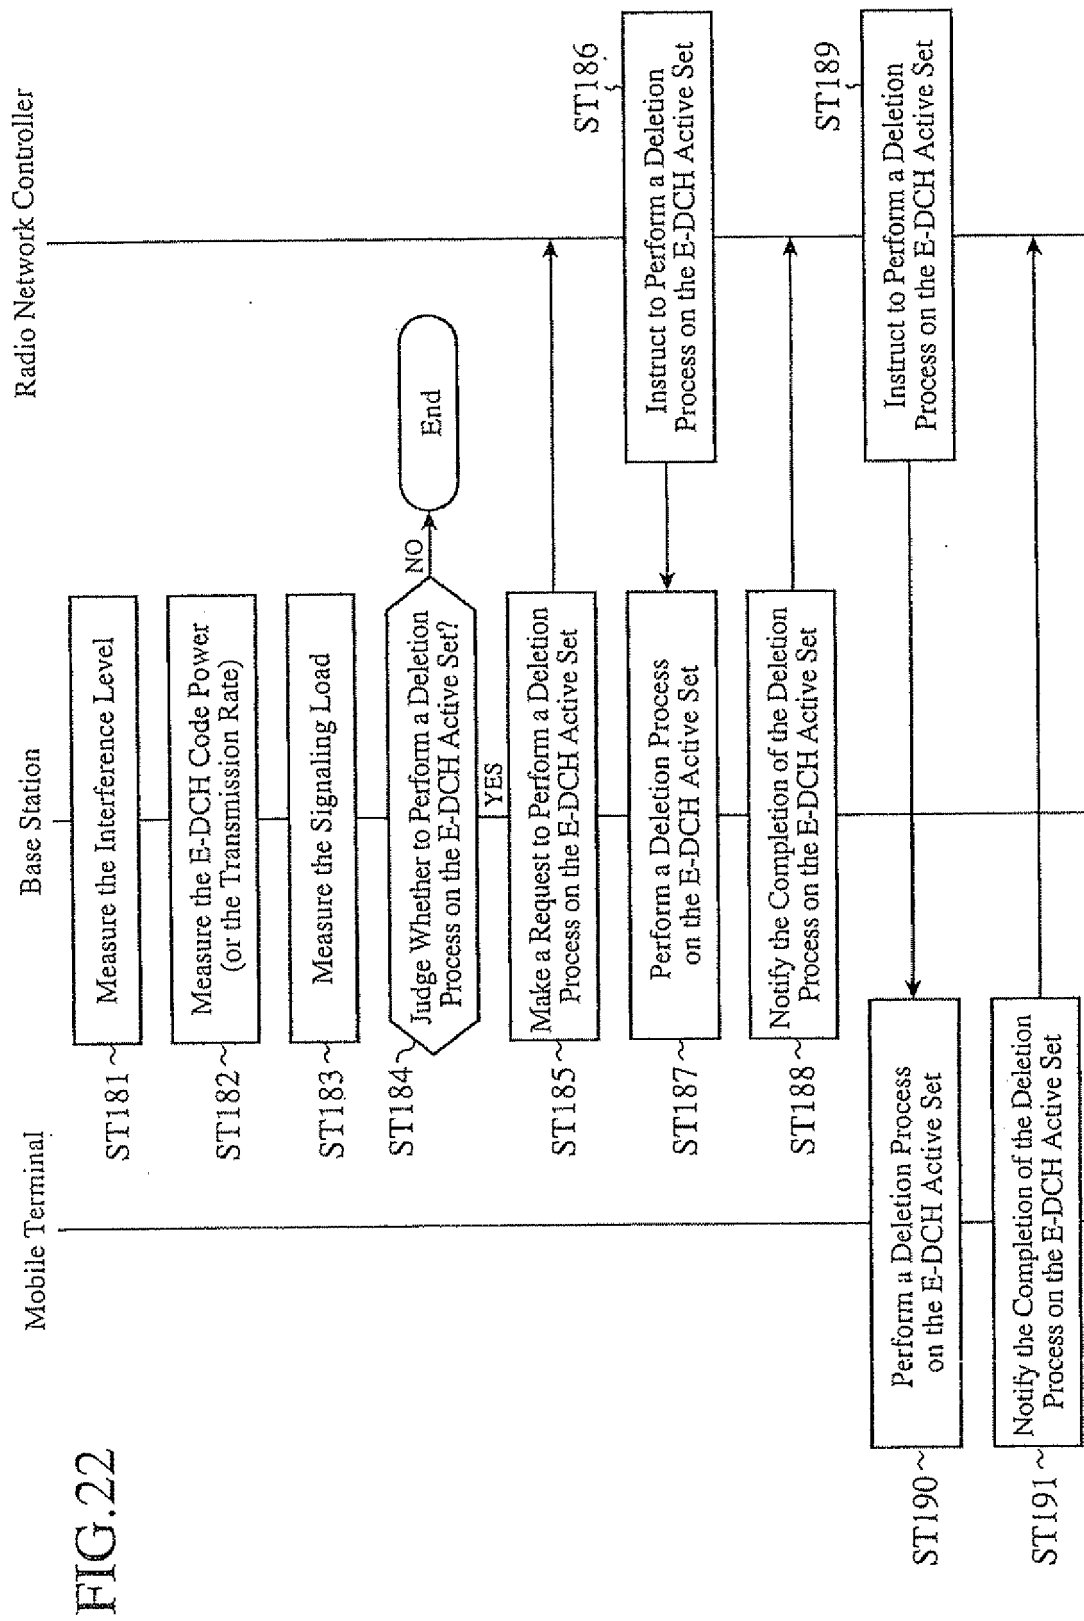 FIG.22
Mobile Terminal
Base Station
Radio Network Controller
ST181
Measure the Interference Level
ST182
Measure the E-DCH Code Power
(or the Transmission Rate)
ST183
Measure the Signaling Load
ST184
Judge Whether to Perform a Deletion
Process on the E-DCH Active Set?
NO
End
YES
ST185
Make a Request to Perform a Deletion
Process on the E-DCH Active Set
ST186
Instruct to Perform a Deletion
Process on the E-DCH Active Set
ST187
Perform a Deletion Process
on the E-DCH Active Set
ST188
Notify the Completion of the Deletion
Process on the E-DCH Active Set
ST189
Instruct to Perform a Deletion
Process on the E-DCH Active Set
ST190
Perform a Deletion Process
on the E-DCH Active Set
ST191
Notify the Completion of the Deletion
Process on the E-DCH Active Set